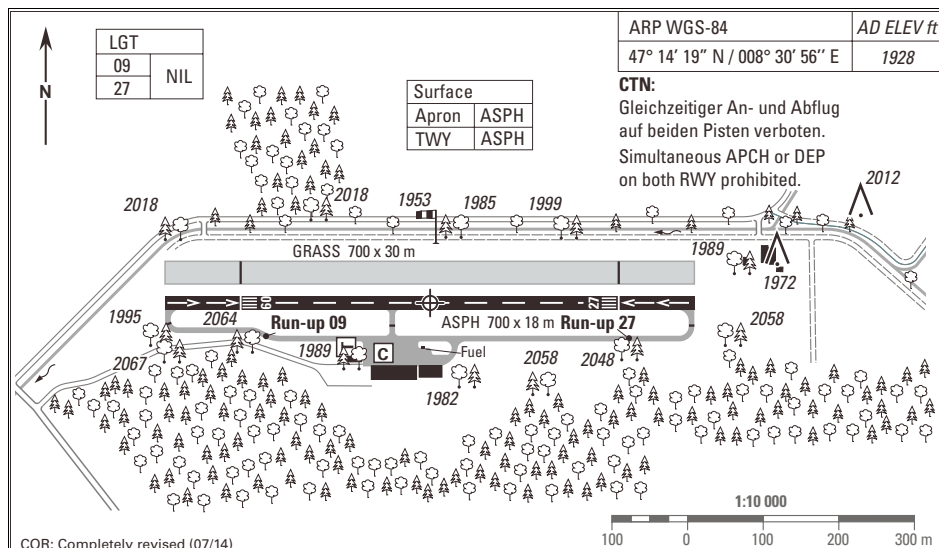 LGT
09
27
NIL
N
Surface
Apron ASPH
TWY ASPH
ARP WGS-84 AD ELEV ft
47° 14' 19" N / 008° 30' 56'' E 1928
CTN:
Gleichzeitiger An- und Abflug
auf beiden Pisten verboten.
Simultaneous APCH or DEP
on both RWY prohibited.
2012
2018
2018
1953
1985
1999
1989
1972
GRASS 700 x 30 m
09
27
1995
2064
Run-up 09
ASPH 700 x 18 m
Run-up 27
2058
2067
1989
C
Fuel
2058
2048
1982
1:10 000
100 0 100 200 300 m
COR: Completely revised (07/14)